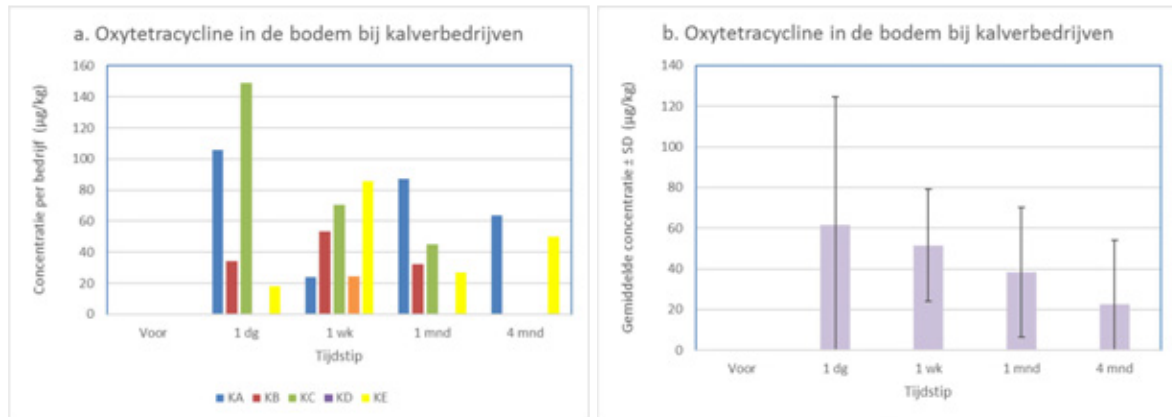 a. Oxytetracycline in de bodem bij kalverbedrijven
Concentratie per bedrijf (µg/kg)
160
140
120
100
80
60
40
20
0
Voor 1 dg 1 wk 1 mnd 4 mnd
Tijdstip
KA KB KC KD KE
b. Oxytetracycline in de bodem bij kalverbedrijven
Gemiddelde concentratie ± SD (µg/kg)
140
120
100
80
60
40
20
0
Voor 1 dg 1 wk 1 mnd 4 mnd
Tijdstip